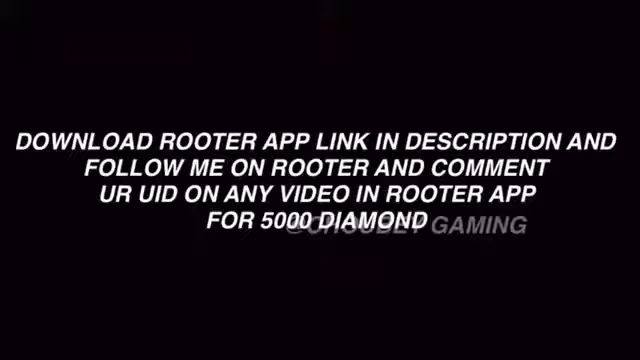 DOWNLOAD ROOTER APP LINK IN DESCRIPTION AND
FOLLOW ME ON ROOTER AND COMMENT
UR UID ON ANY VIDEO IN ROOTER APP
FOR 5000 DIAMOND
GAMING